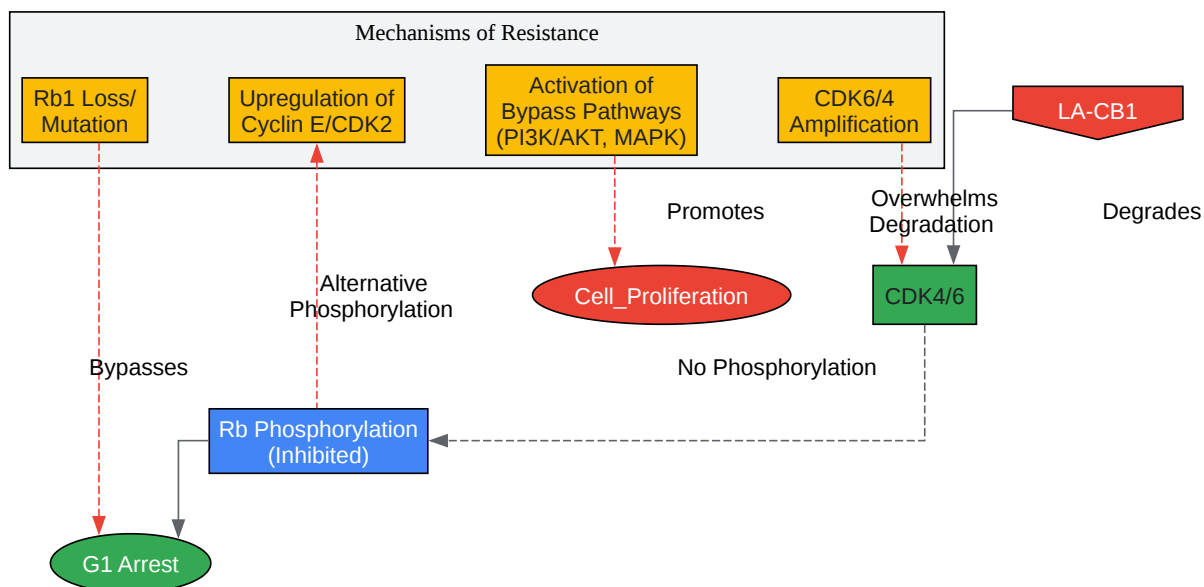 Mechanisms of Resistance
Rb1 Loss/
Mutation
Upregulation of
Cyclin E/CDK2
Activation of
Bypass Pathways
(PI3K/AKT, MAPK)
CDK6/4
Amplification
LA-CB1
Promotes
Overwhelms
Degradation
Degrades
Alternative
Phosphorylation
Cell_Proliferation
CDK4/6
Bypasses
No Phosphorylation
Rb Phosphorylation
(Inhibited)
G1 Arrest